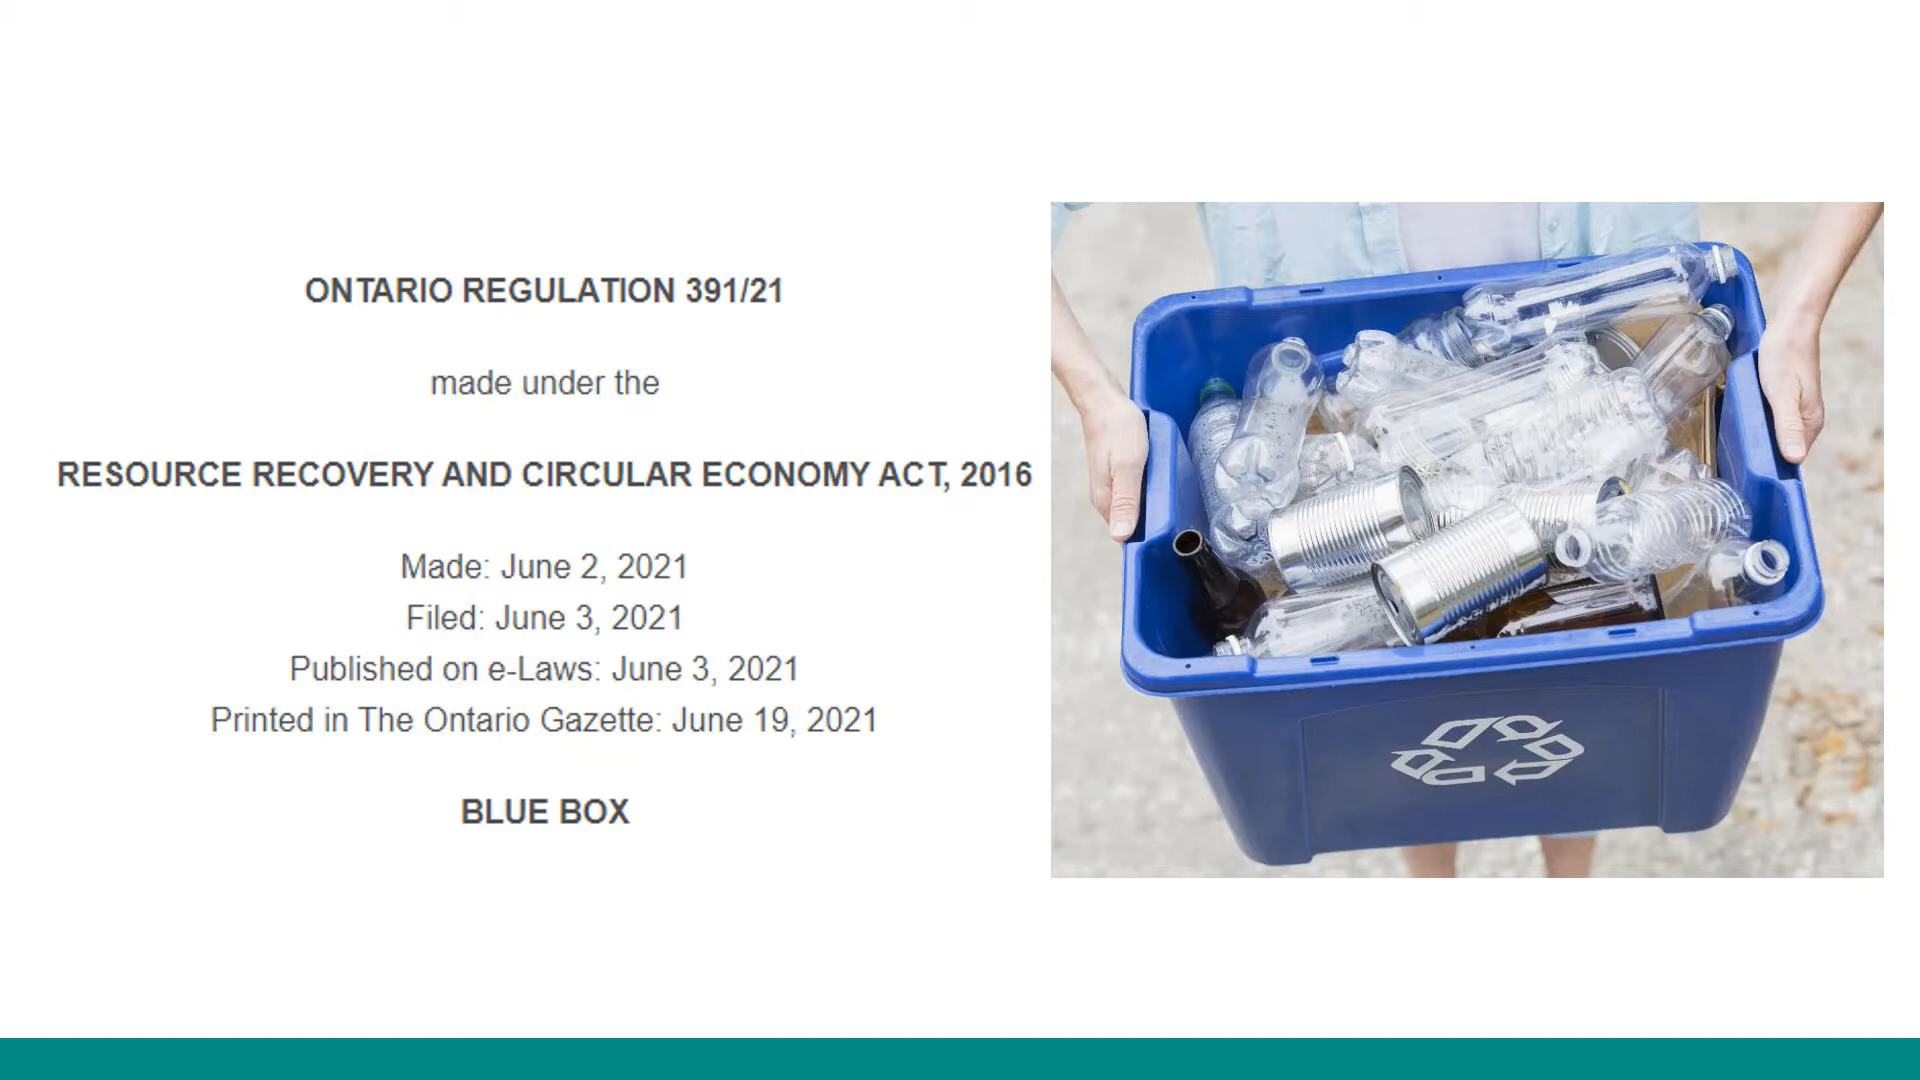 ONTARIO REGULATION 391/21
made under the
RESOURCE RECOVERY AND CIRCULAR ECONOMY ACT, 2016
Made: June 2, 2021
Filed: June 3, 2021
Published on e-Laws: June 3, 2021
Printed in The Ontario Gazette: June 19, 2021
BLUE BOX